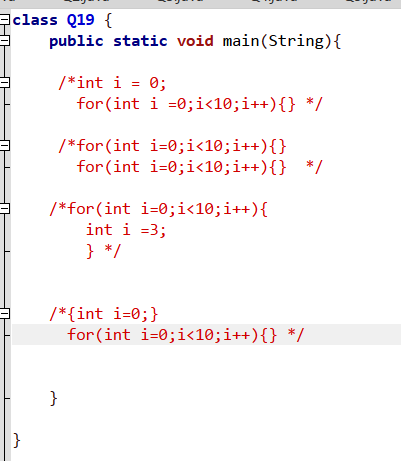 class Q19 {
public static void main(String){
/*int i = 0;
for(int i =0;i<10;i++){} */
/*for(int i=0;i<10;i++){}
for(int i=0;i<10;i++){}  */
/*for(int i=0;i<10;i++){
int i =3;
} */
/*{int i=0;}
for(int i=0;i<10;i++){} */
}
}